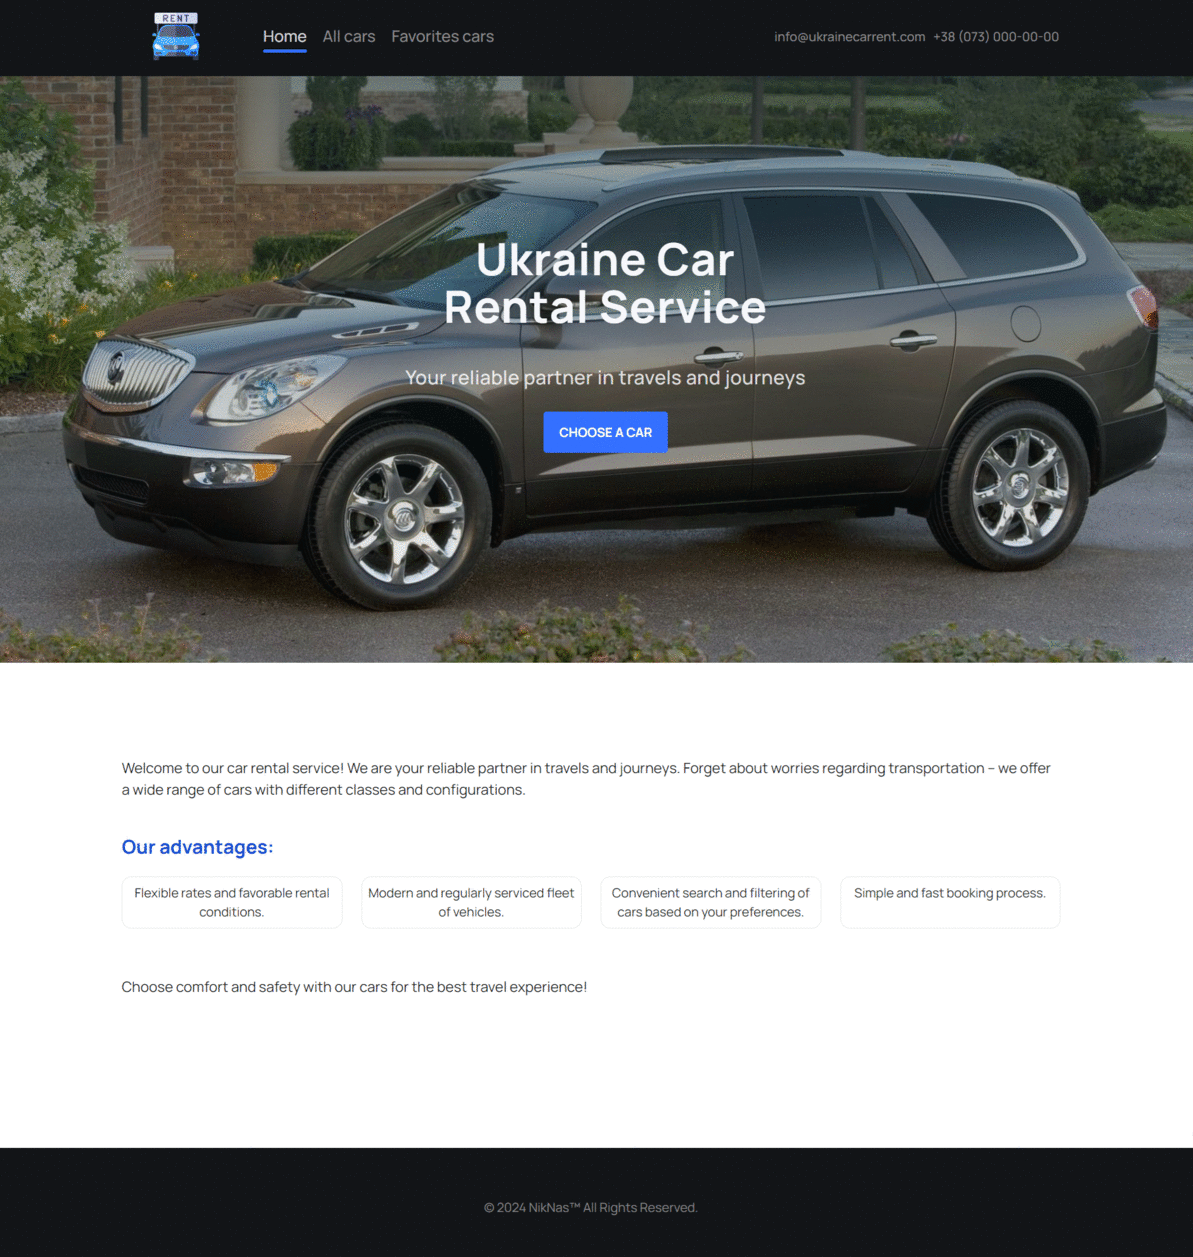 RENT
Home All cars Favorites cars
info@ukrainecarrent.com +38 (073) 000-00-00
Ukraine Car
Rental Service
Your reliable partner in travels and journeys
CHOOSE A CAR
Welcome to our car rental service! We are your reliable partner in travels and journeys. Forget about worries regarding transportation – we offer
a wide range of cars with different classes and configurations.
Our advantages:
Flexible rates and favorable rental
conditions.
Modern and regularly serviced fleet
of vehicles.
Convenient search and filtering of
cars based on your preferences.
Simple and fast booking process.
Choose comfort and safety with our cars for the best travel experience!
© 2024 NikNas™ All Rights Reserved.